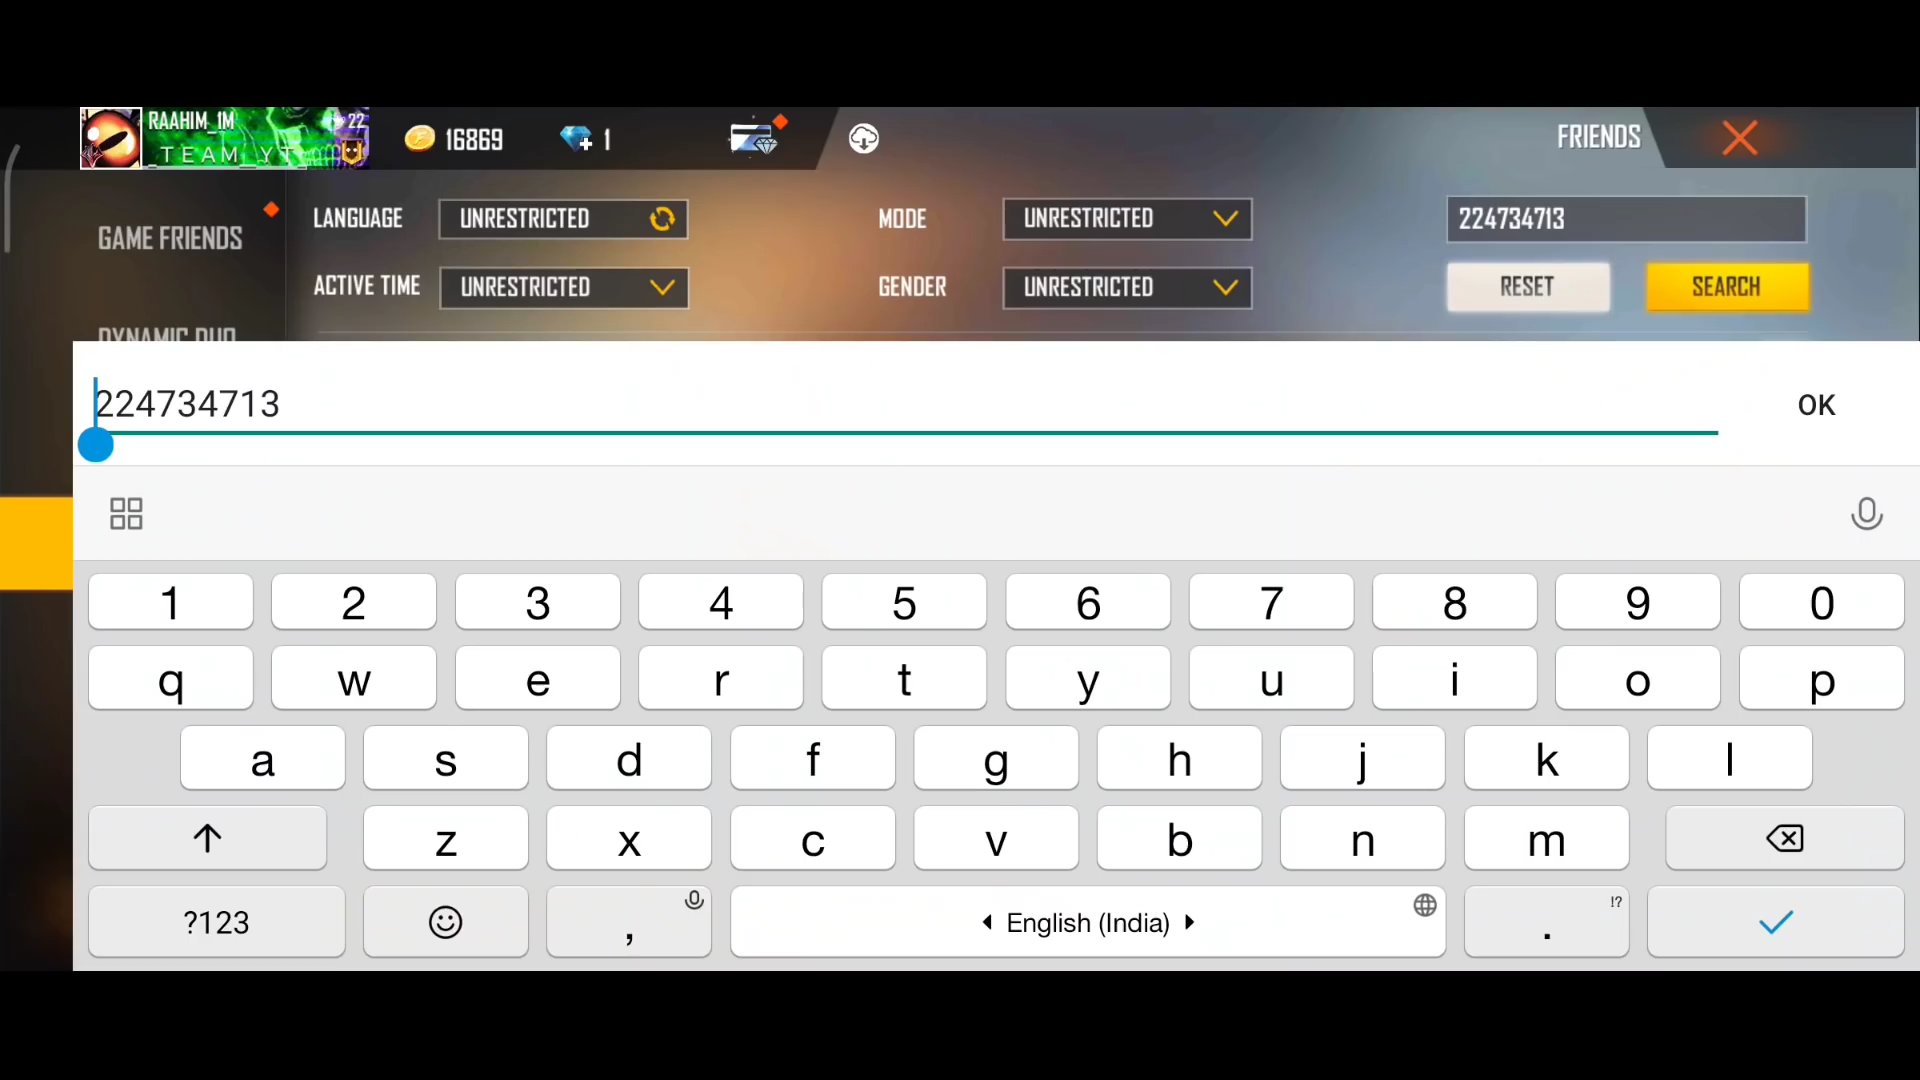 RAAHIM_1M
22
_TEAM_YT_
16869
1
FRIENDS
GAME FRIENDS
LANGUAGE
UNRESTRICTED
MODE
UNRESTRICTED
224734713
ACTIVE TIME
UNRESTRICTED
GENDER
UNRESTRICTED
RESET
SEARCH
DYNAMIC DUO
224734713
OK
1 2 3 4 5 6 7 8 9 0
q w e r t y u i o p
a s d f g h j k l
z x c v b n m
?123
,
English (India)
.
!?